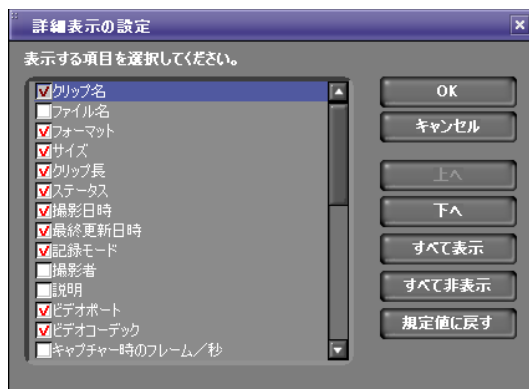 詳細表示の設定
表示する項目を選択してください。
クリップ名
ファイル名
フォーマット
サイズ
クリップ長
ステータス
撮影日時
最終更新日時
記録モード
撮影者
説明
ビデオポート
ビデオコーデック
キャプチャー時のフレーム／秒
OK
キャンセル
上へ
下へ
すべて表示
すべて非表示
規定値に戻す